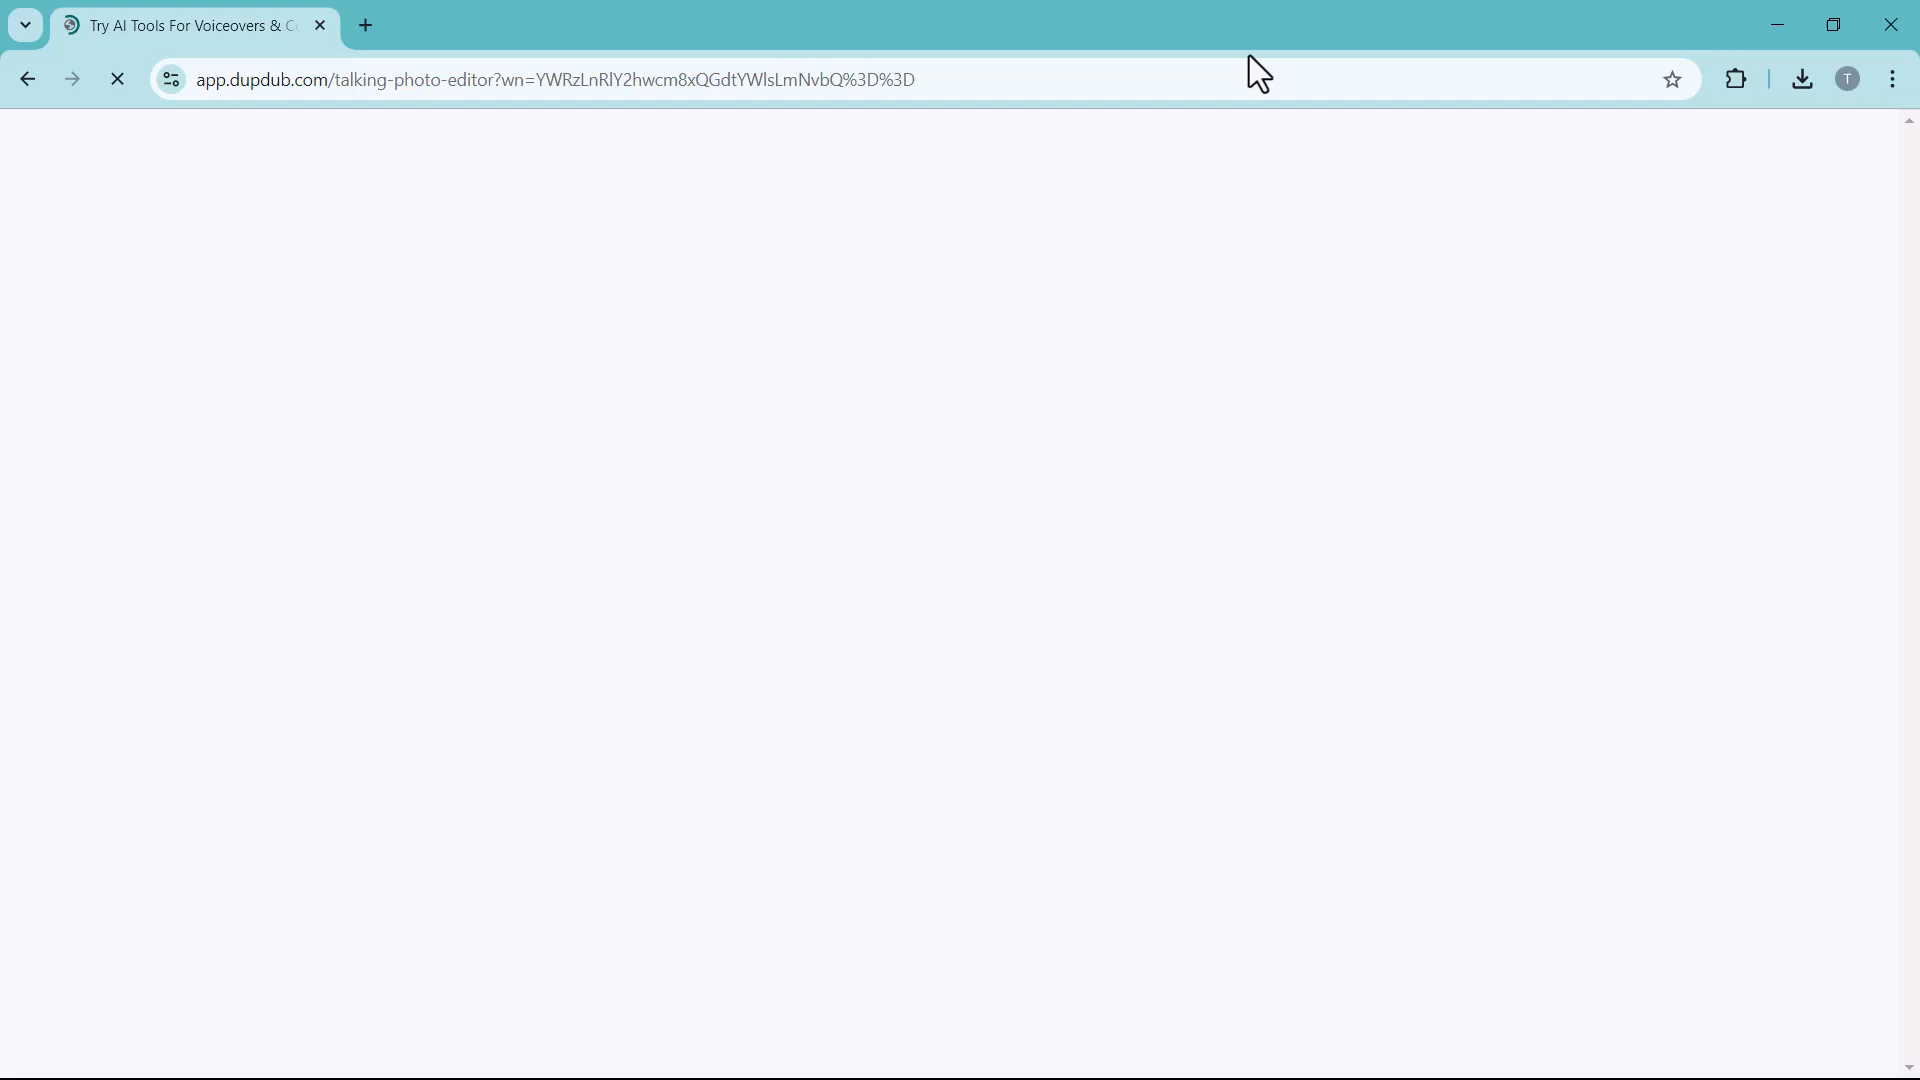 Try AI Tools For Voiceovers & C
app.dupdub.com/talking-photo-editor?wn=YWRzLnRlY2hwcm8xQGdtYWlsLmNvbQ%3D%3D
T